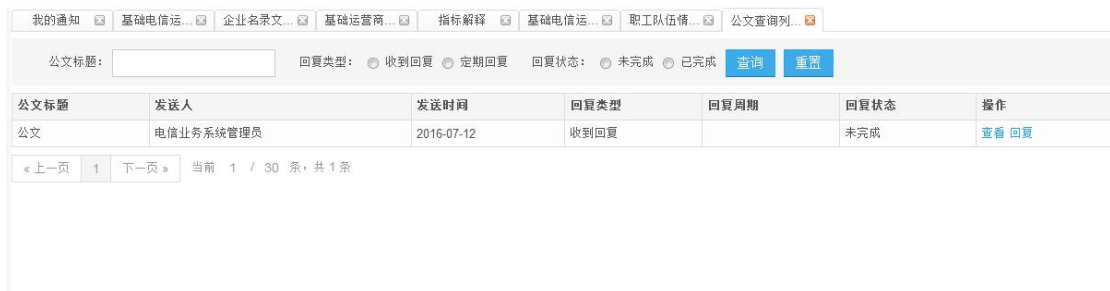 我的通知 基础电信运... 企业名录文... 基础运营商... 指标解释 基础电信运... 职工队伍情... 公文查询列...
公文标题： 回复类型： 收到回复 定期回复 回复状态： 未完成 已完成 查询 重置
公文标题 发送人 发送时间 回复类型 回复周期 回复状态 操作
公文 电信业务系统管理员 2016-07-12 收到回复 未完成 查看 回复
« 上一页 1 下一页 » 当前 1 / 30 条，共 1 条